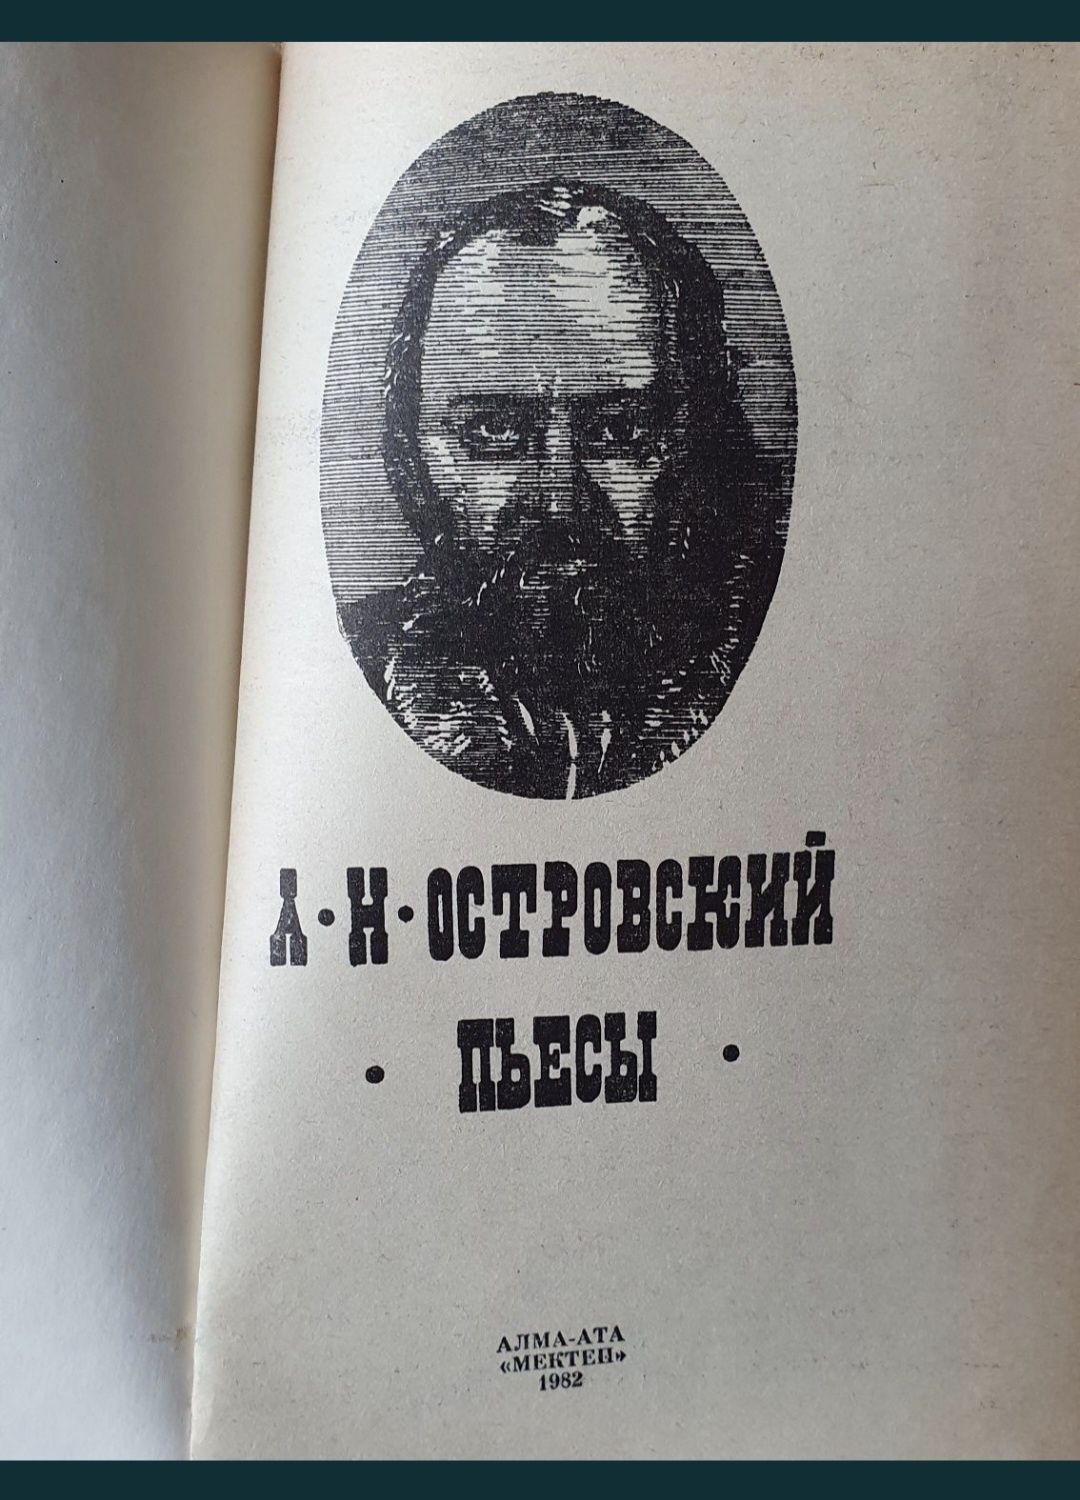 А·Н·ОСТРОВСКИЙ
· ПЬЕСЫ ·
АЛМА-АТА
«МЕКТЕП»
1982